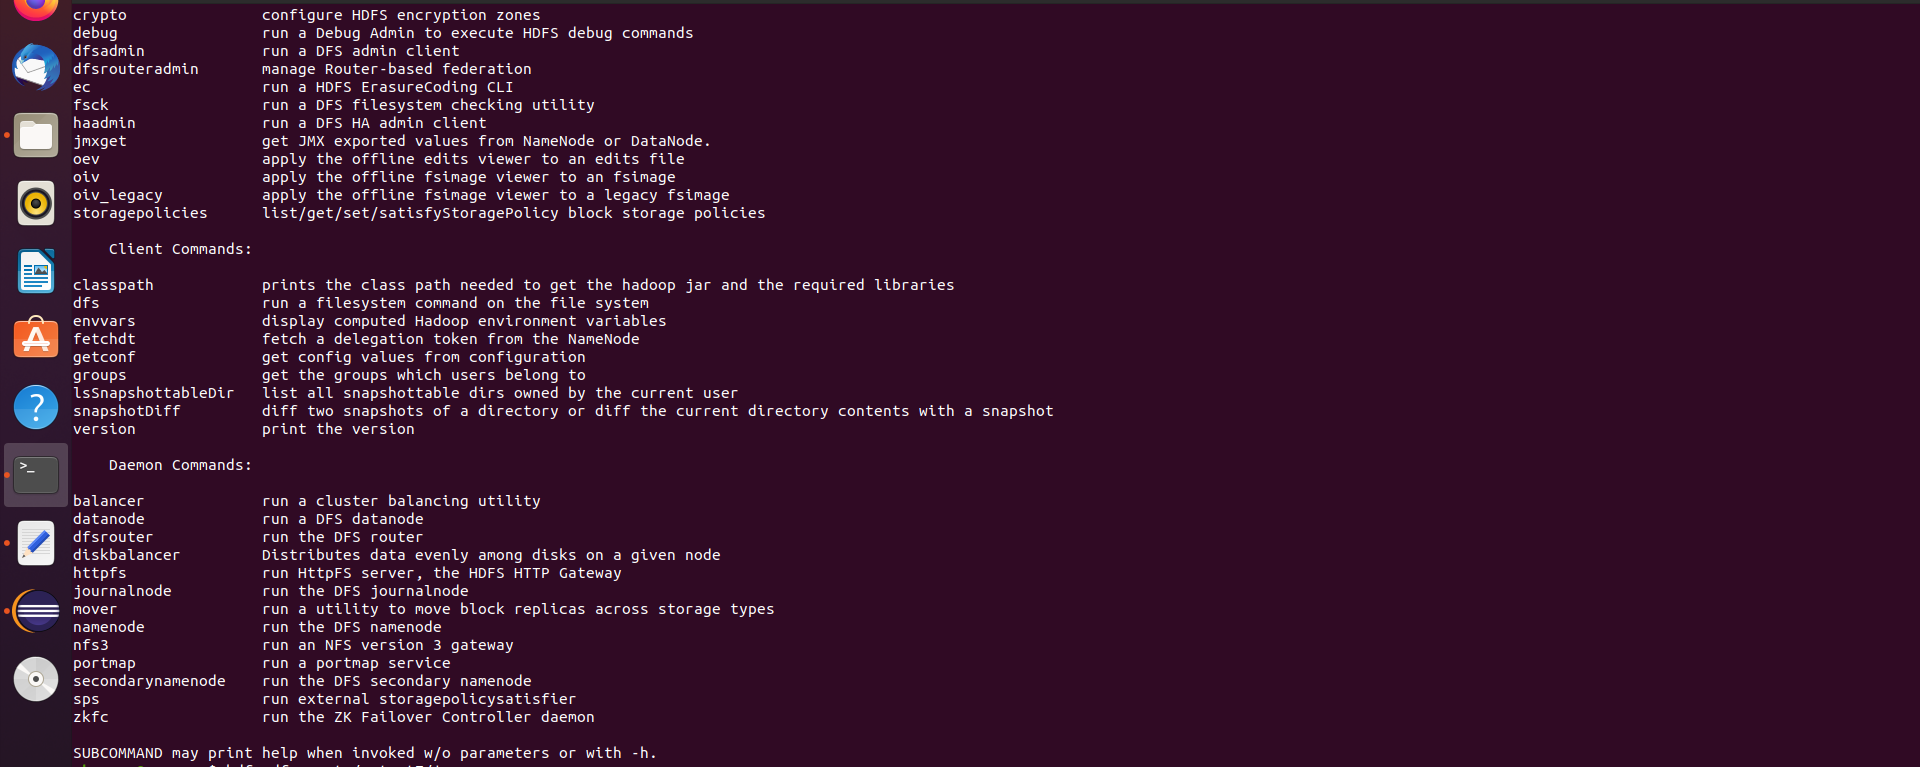 crypto configure HDFS encryption zones
debug run a Debug Admin to execute HDFS debug commands
dfsadmin run a DFS admin client
dfsrouteradmin manage Router-based federation
ec run a HDFS ErasureCoding CLI
fsck run a DFS filesystem checking utility
haadmin run a DFS HA admin client
jmxget get JMX exported values from NameNode or DataNode.
oev apply the offline edits viewer to an edits file
oiv apply the offline fsimage viewer to an fsimage
oiv_legacy apply the offline fsimage viewer to a legacy fsimage
storagepolicies list/get/set/satisfyStoragePolicy block storage policies
Client Commands:
classpath prints the class path needed to get the hadoop jar and the required libraries
dfs run a filesystem command on the file system
envvars display computed Hadoop environment variables
fetchdt fetch a delegation token from the NameNode
getconf get config values from configuration
groups get the groups which users belong to
lsSnapshottableDir list all snapshottable dirs owned by the current user
snapshotDiff diff two snapshots of a directory or diff the current directory contents with a snapshot
version print the version
Daemon Commands:
balancer run a cluster balancing utility
datanode run a DFS datanode
dfsrouter run the DFS router
diskbalancer Distributes data evenly among disks on a given node
httpfs run HttpFS server, the HDFS HTTP Gateway
journalnode run the DFS journalnode
mover run a utility to move block replicas across storage types
namenode run the DFS namenode
nfs3 run an NFS version 3 gateway
portmap run a portmap service
secondarynamenode run the DFS secondary namenode
sps run external storagepolicysatisfier
zkfc run the ZK Failover Controller daemon
SUBCOMMAND may print help when invoked w/o parameters or with -h.